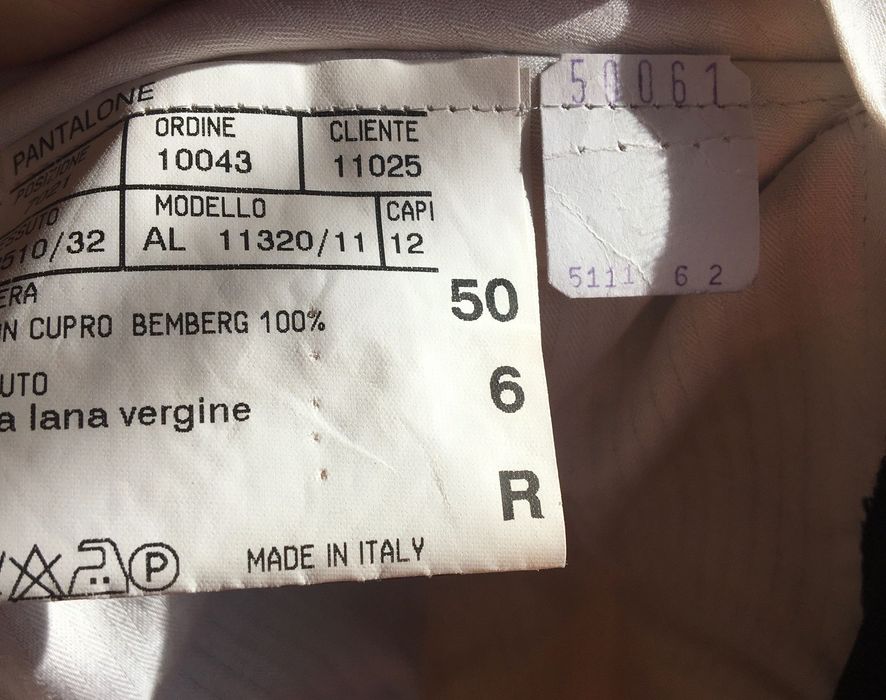 PANTALONE
ORDINE CLIENTE
10043 11025
POSIZIONE
MODELLO CAPI
510/32 AL 11320/11 12
ERA
N CUPRO BEMBERG 100%
50
UTO
a lana vergine
6
R
P
MADE IN ITALY
50061
5111 6 2